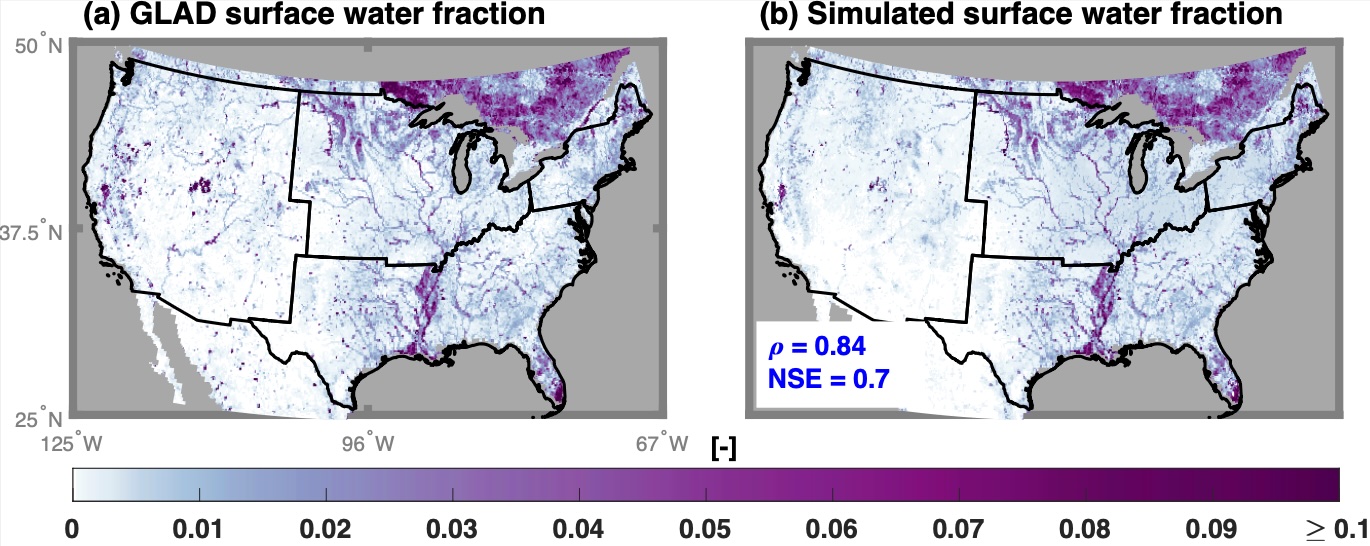 (a) GLAD surface water fraction
(b) Simulated surface water fraction
50°N
37.5°N
25°N
125°W
96°W
67°W
ρ = 0.84
NSE = 0.7
[-]
0 0.01 0.02 0.03 0.04 0.05 0.06 0.07 0.08 0.09 ≥ 0.1